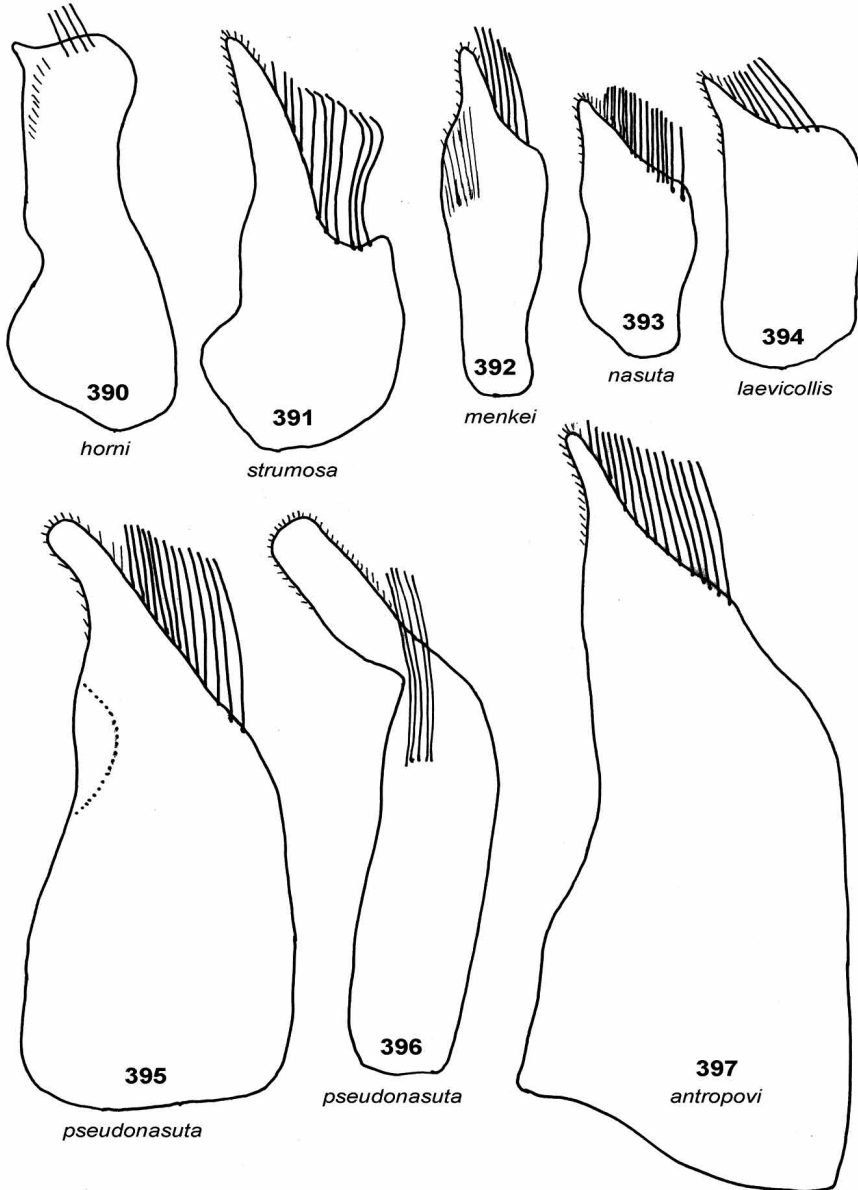 390
horni
391
strumosa
392
menkei
393
nasuta
394
laevicollis
395
pseudonasuta
396
pseudonasuta
397
antropovi